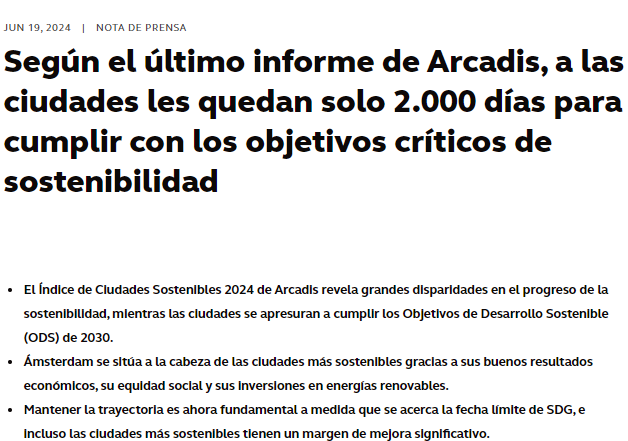 JUN 19, 2024 | NOTA DE PRENSA
Según el último informe de Arcadis, a las
ciudades les quedan solo 2.000 días para
cumplir con los objetivos críticos de
sostenibilidad
• El Índice de Ciudades Sostenibles 2024 de Arcadis revela grandes disparidades en el progreso de la
sostenibilidad, mientras las ciudades se apresuran a cumplir los Objetivos de Desarrollo Sostenible
(ODS) de 2030.
• Ámsterdam se sitúa a la cabeza de las ciudades más sostenibles gracias a sus buenos resultados
económicos, su equidad social y sus inversiones en energías renovables.
• Mantener la trayectoria es ahora fundamental a medida que se acerca la fecha límite de SDG, e
incluso las ciudades más sostenibles tienen un margen de mejora significativo.